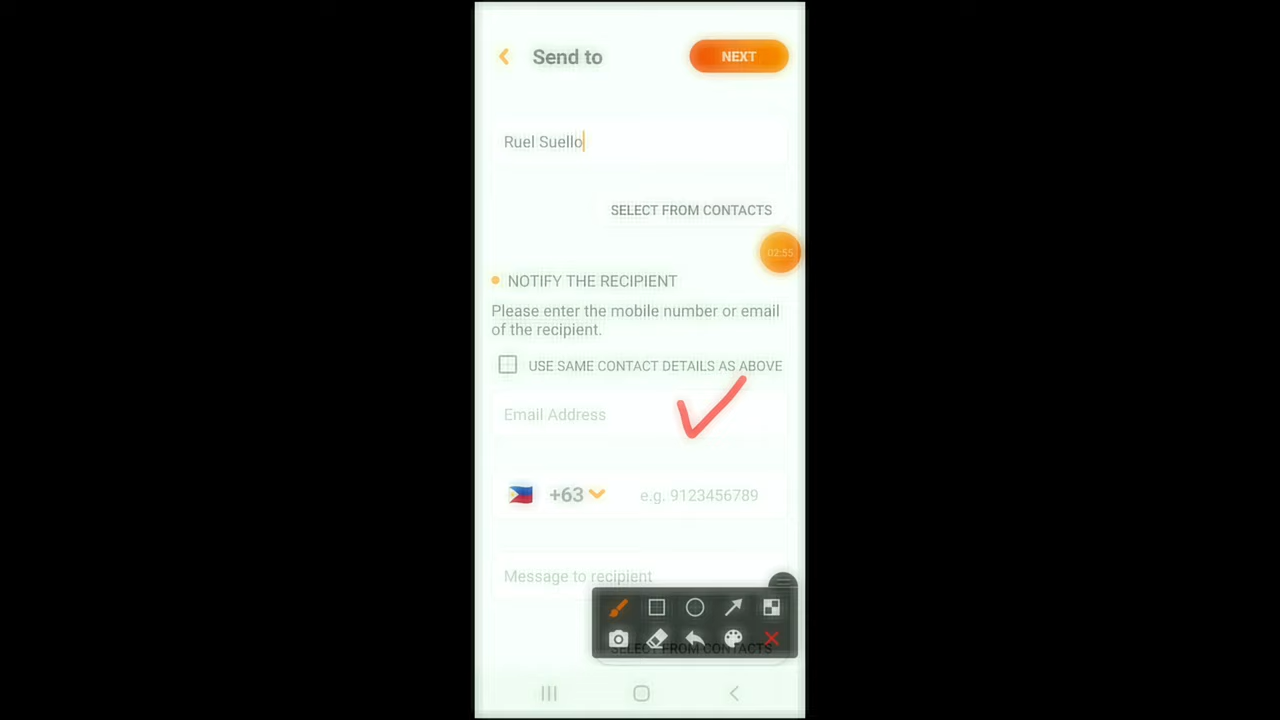 Send to
NEXT
Ruel Suello
SELECT FROM CONTACTS
02:55
NOTIFY THE RECIPIENT
Please enter the mobile number or email
of the recipient.
USE SAME CONTACT DETAILS AS ABOVE
Email Address
+63
e.g. 9123456789
Message to recipient
SELECT FROM CONTACTS